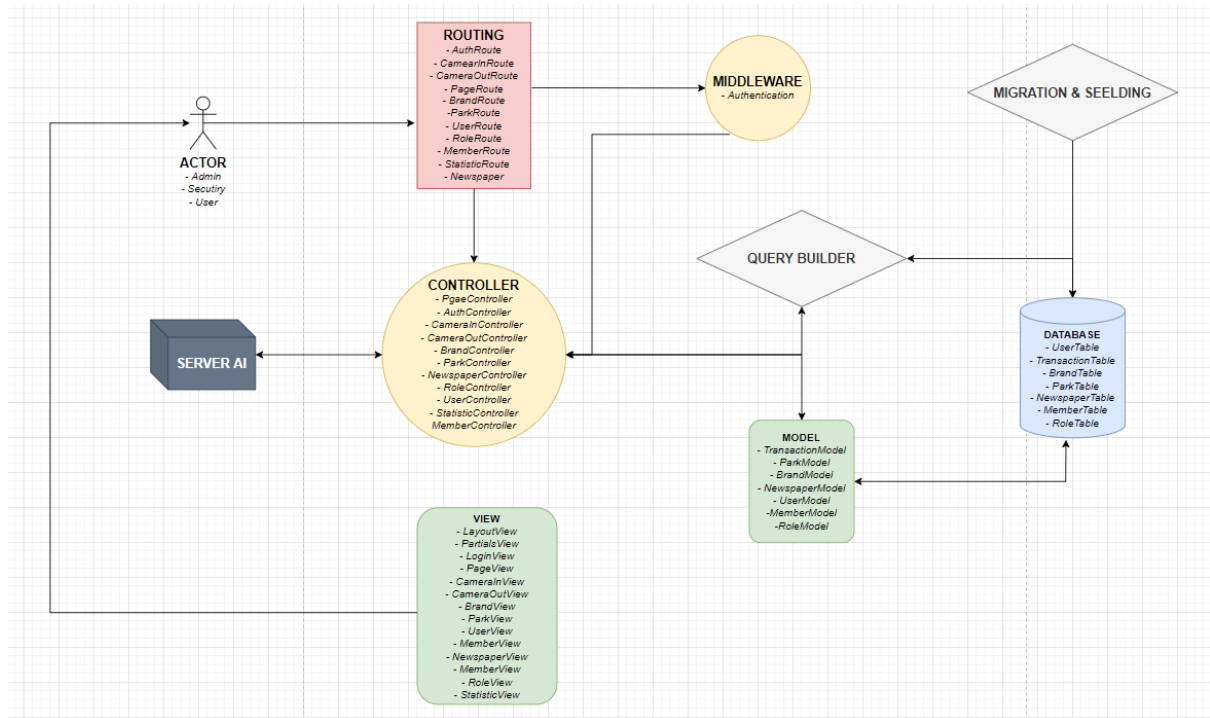 ROUTING
- AuthRoute
- CamearInRoute
- CameraOutRoute
- PageRoute
- BrandRoute
-ParkRoute
- UserRoute
- RoleRoute
- MemberRoute
- StatisticRoute
- Newspaper
MIDDLEWARE
- Authentication
MIGRATION & SEELDING
ACTOR
- Admin
- Secutiry
- User
QUERY BUILDER
CONTROLLER
- PgaeController
- AuthController
- CameraInController
- CameraOutController
- BrandController
- ParkController
- NewspaperController
- RoleController
- UserController
- StatisticController
MemberController
SERVER AI
DATABASE
- UserTable
- TransactionTable
- BrandTable
- ParkTable
- NewspaperTable
- MemberTable
- RoleTable
MODEL
- TransactionModel
- ParkModel
- BrandModel
- NewspaperModel
- UserModel
-MemberModel
-RoleModel
VIEW
- LayoutView
- PartialsView
- LoginView
- PageView
- CameraInView
- CameraOutView
- BrandView
- ParkView
- UserView
- MemberView
- NewspaperView
- MemberView
- RoleView
- StatisticView